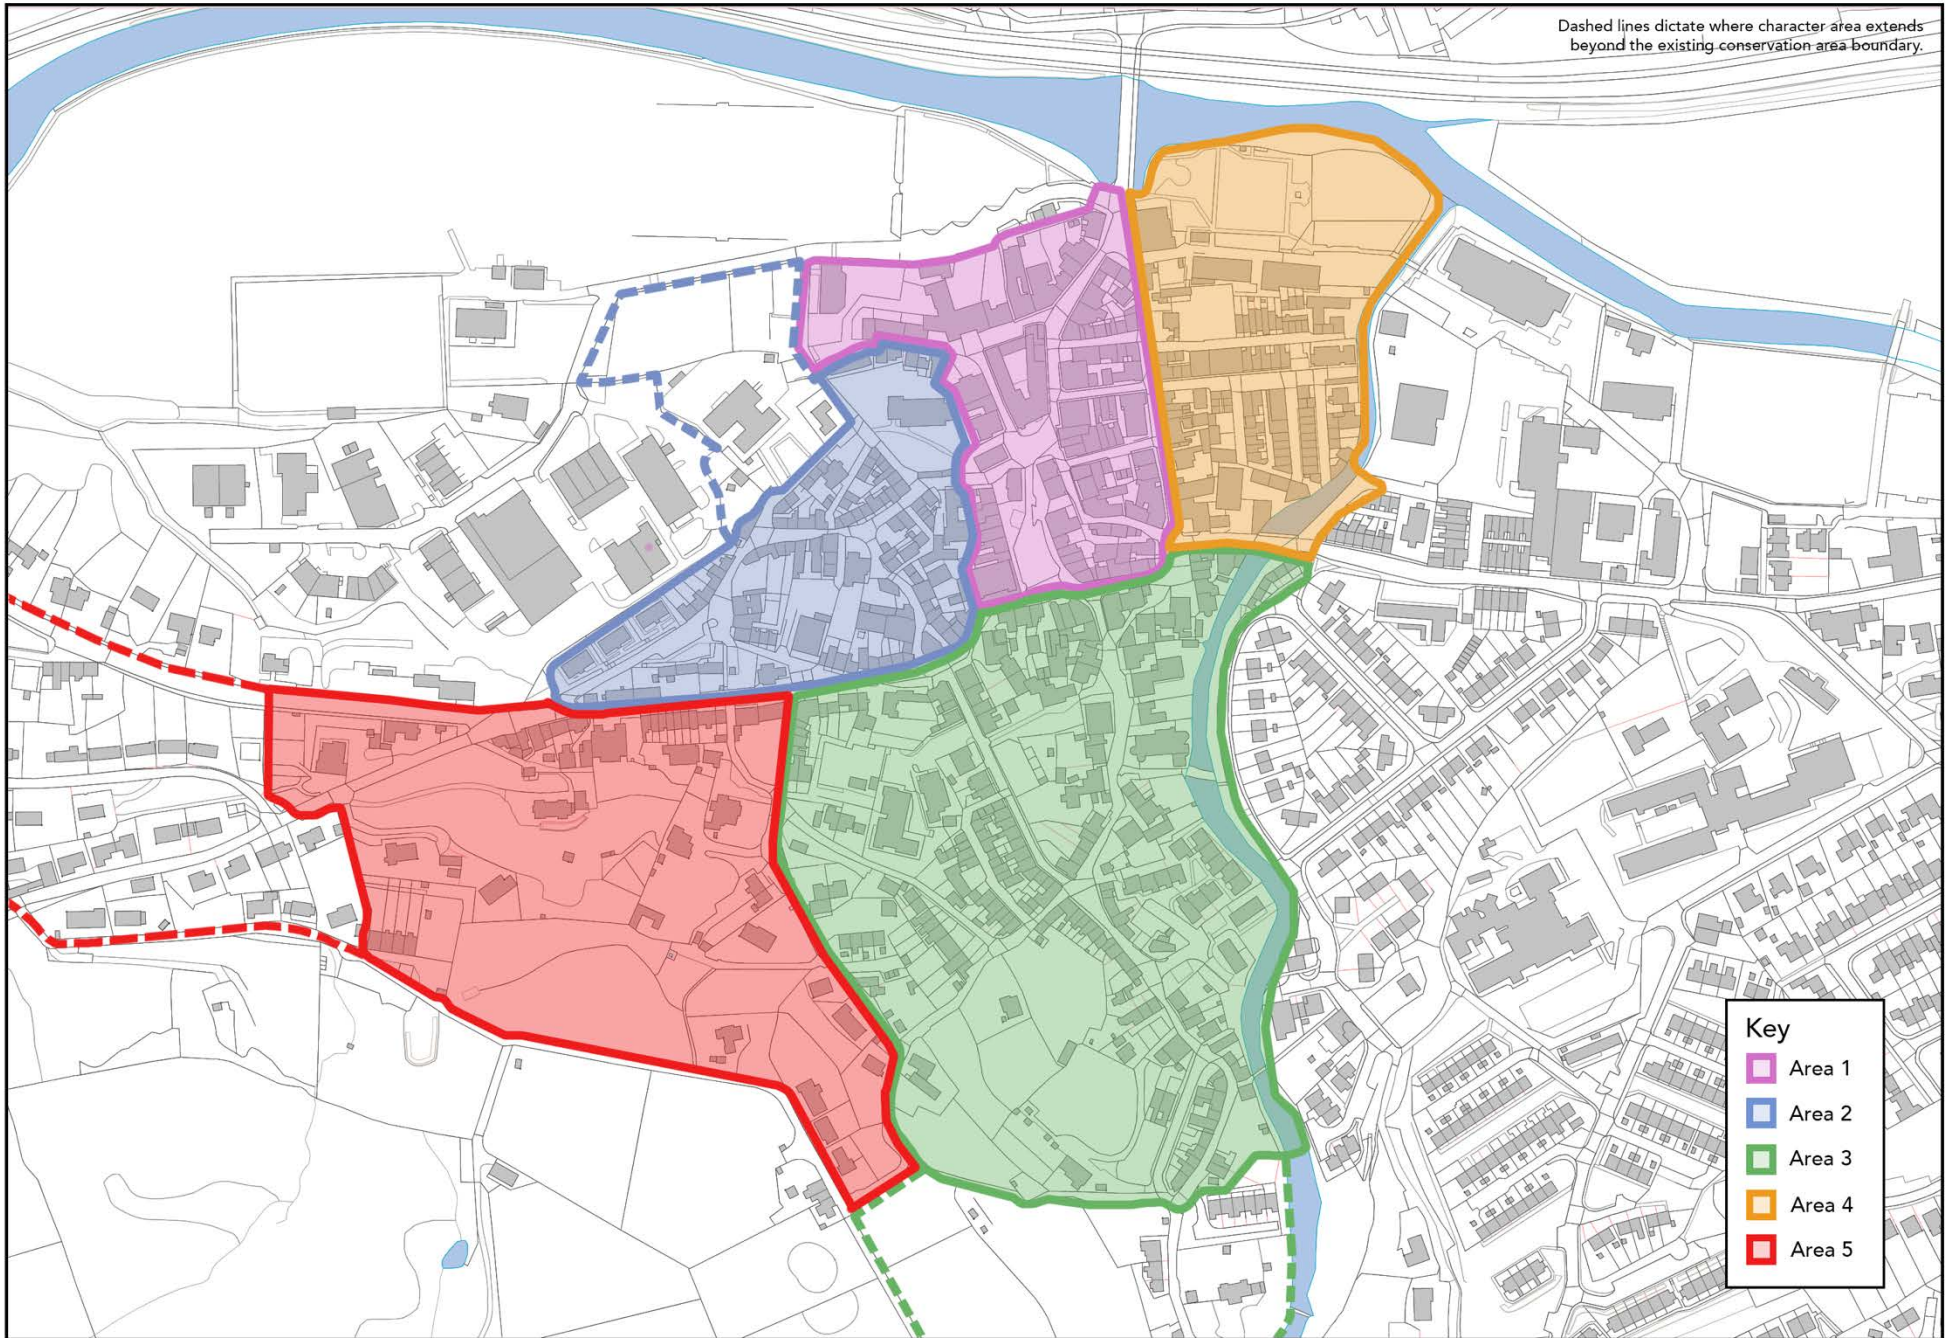 Dashed lines dictate where character area extends
beyond the existing conservation area boundary.
Key
Area 1
Area 2
Area 3
Area 4
Area 5